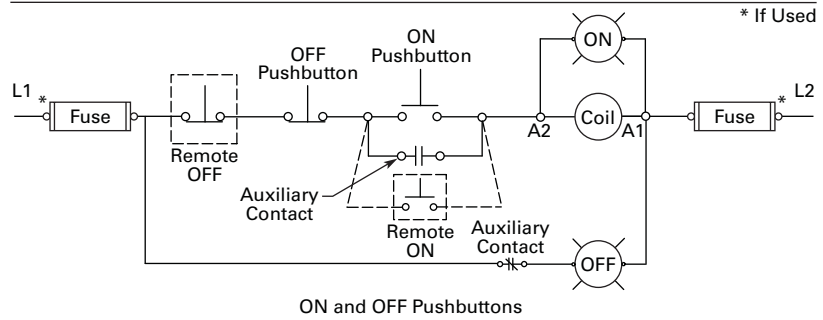 * If Used
ON
ON
Pushbutton
OFF
Pushbutton
L1
*
Fuse
Coil
A2
A1
Fuse
*
L2
Remote
OFF
Auxiliary
Contact
Remote
ON
Auxiliary
Contact
OFF
ON and OFF Pushbuttons